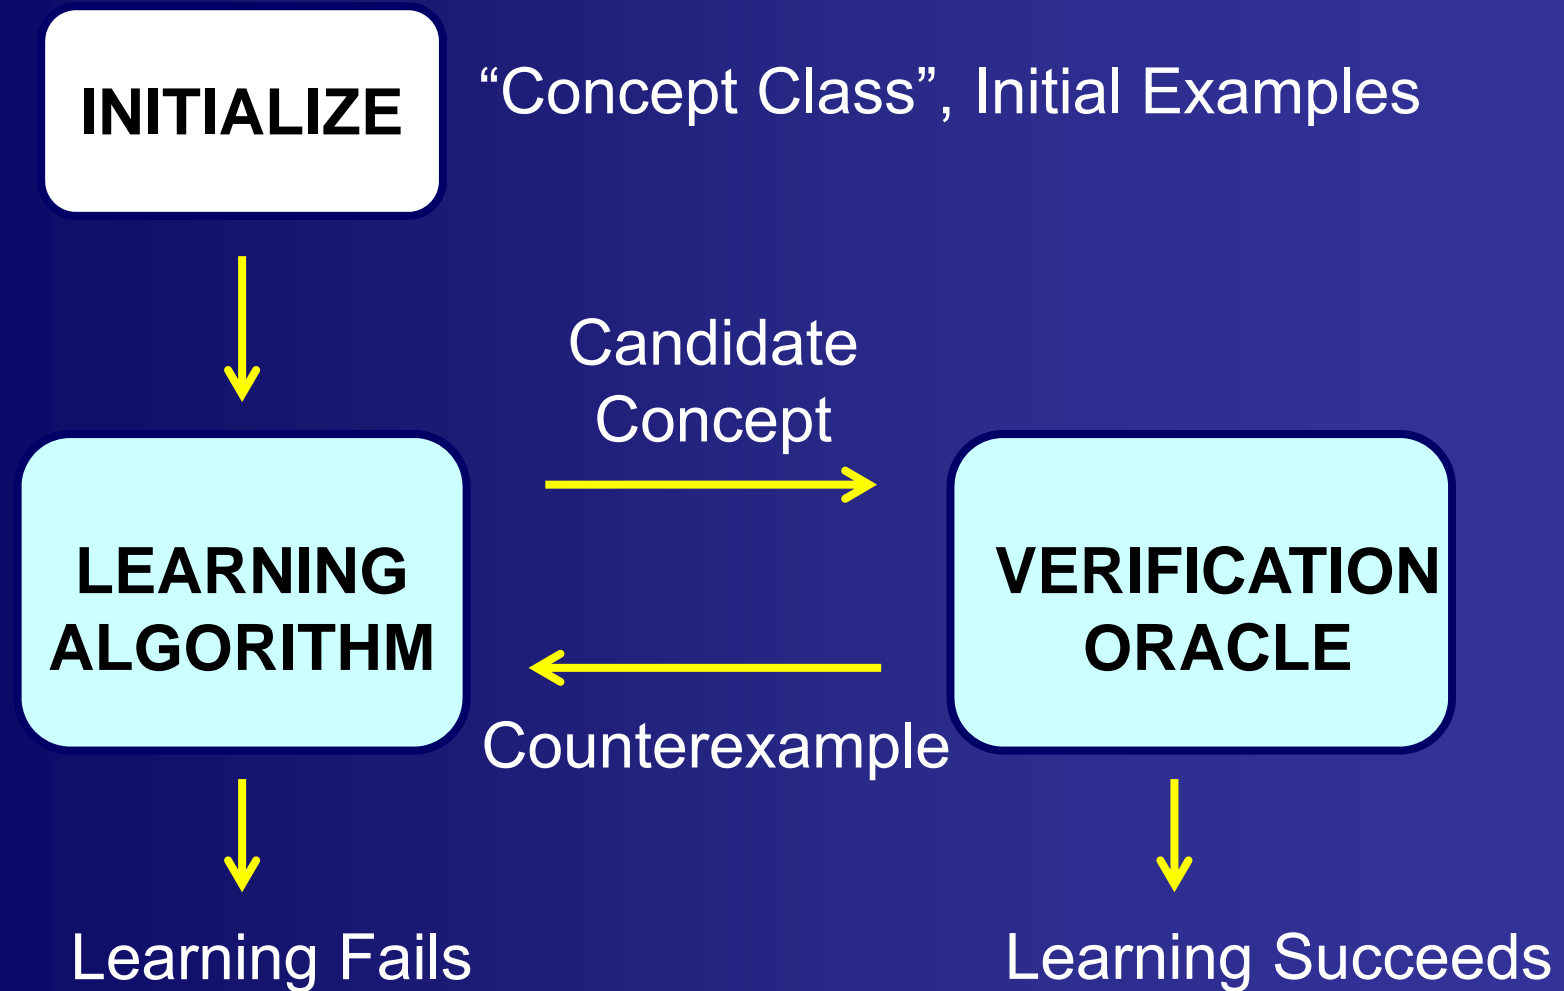 INITIALIZE
“Concept Class”, Initial Examples
Candidate
Concept
LEARNING
ALGORITHM
VERIFICATION
ORACLE
Counterexample
Learning Fails
Learning Succeeds